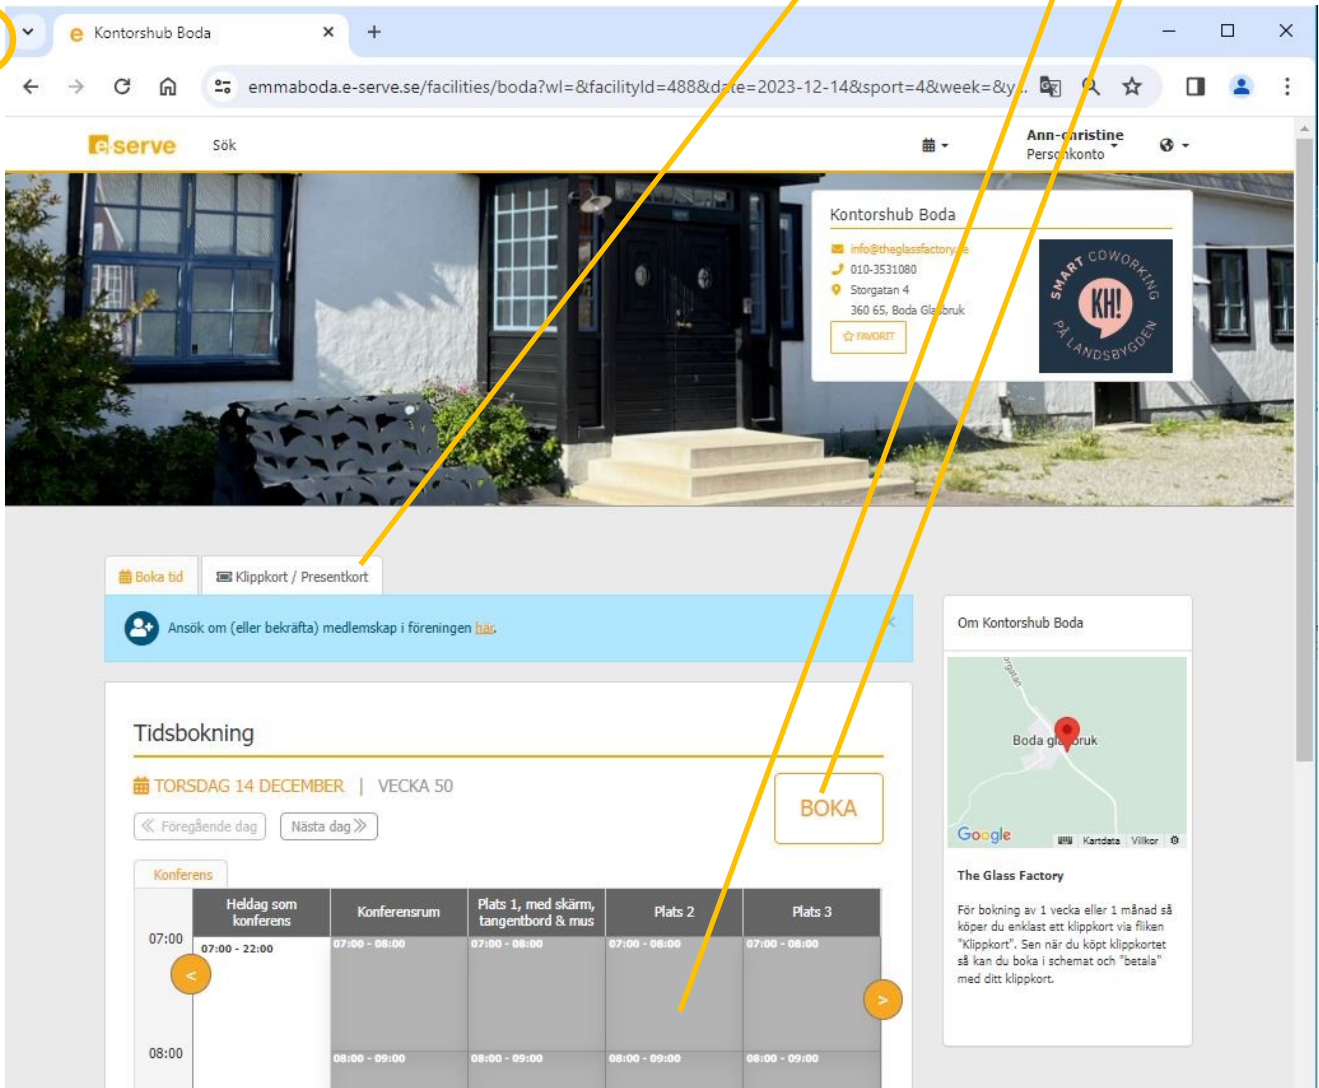 Kontorshub Boda
emmaboda.e-serve.se/facilities/boda?wl=&facilityId=488&date=2023-12-14&sport=4&week=&y...
e-serve
Sök
Ann-christine
Personkonto
Kontorshub Boda
info@theglassfactory.se
010-3531080
Storgatan 4
360 65, Boda Glasbruk
FAVORIT
SMART COWORKING
KH!
PÅ LANDSBYGDEN
Boka tid
Klippkort / Presentkort
Ansök om (eller bekräfta) medlemskap i föreningen här.
Om Kontorshub Boda
Boda glasbruk
Google
Kartdata
Villkor
The Glass Factory
För bokning av 1 vecka eller 1 månad så
köper du enklast ett klippkort via fliken
"Klippkort". Sen när du köpt klippkortet
så kan du boka i schemat och "betala"
med ditt klippkort.
Tidsbokning
TORSDAG 14 DECEMBER | VECKA 50
BOKA
Föregående dag
Nästa dag
Konferens
Heldag som
konferens
Konferensrum
Plats 1, med skärm,
tangentbord & mus
Plats 2
Plats 3
07:00
07:00 - 22:00
07:00 - 08:00
07:00 - 08:00
07:00 - 08:00
07:00 - 08:00
<
>
08:00
08:00 - 09:00
08:00 - 09:00
08:00 - 09:00
08:00 - 09:00